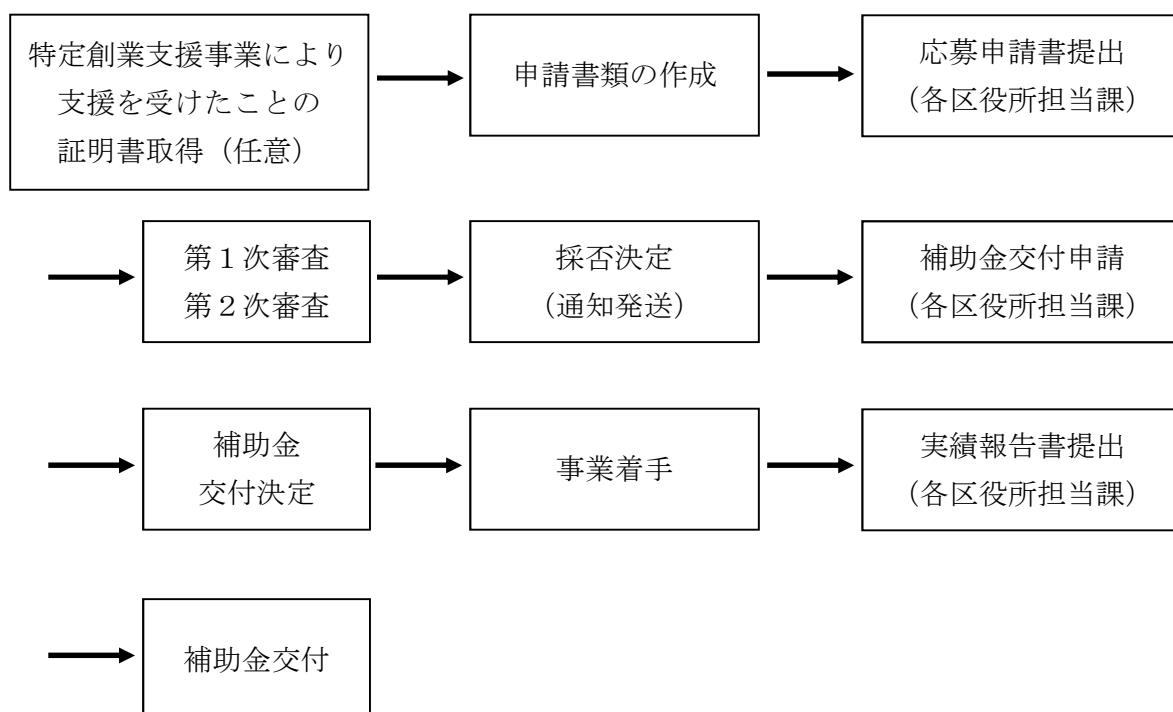 特定創業支援事業により
支援を受けたことの
証明書取得（任意）
申請書類の作成
応募申請書提出
（各区役所担当課）
第１次審査
第２次審査
採否決定
（通知発送）
補助金交付申請
（各区役所担当課）
補助金
交付決定
事業着手
実績報告書提出
（各区役所担当課）
補助金交付